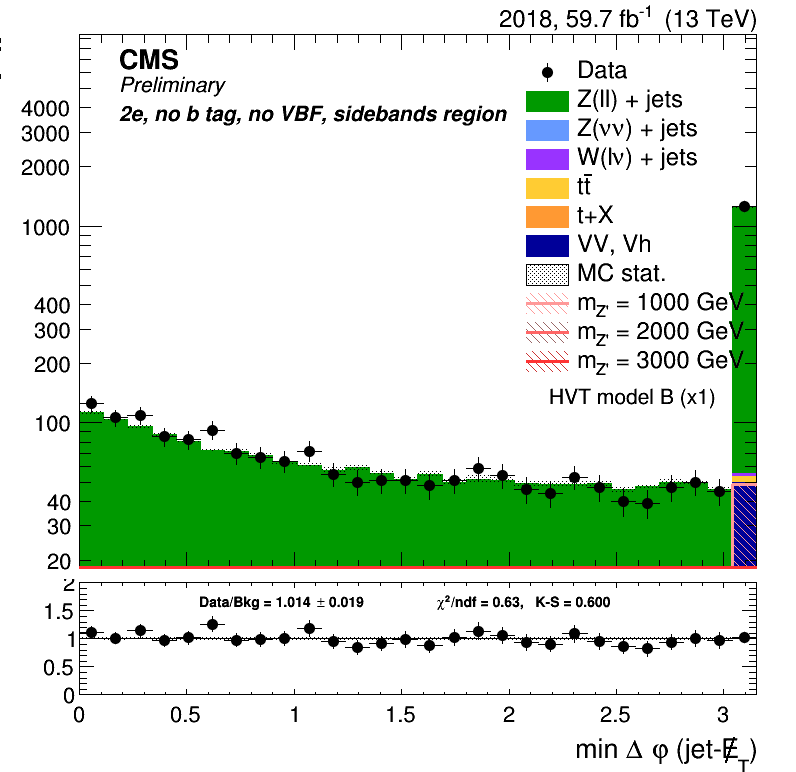 2018, 59.7 fb⁻¹ (13 TeV)
CMS
Preliminary
2e, no b tag, no VBF, sidebands region
Data
Z(ll) + jets
Z(νν) + jets
W(lν) + jets
tt̅
t+X
VV, Vh
MC stat.
m_Z' = 1000 GeV
m_Z' = 2000 GeV
m_Z' = 3000 GeV
HVT model B (x1)
4000
3000
2000
1000
400
300
200
100
40
30
20
2
1.5
1
0.5
0
Data/Bkg = 1.014 ± 0.019
χ²/ndf = 0.63, K-S = 0.600
0 0.5 1 1.5 2 2.5 3
min Δ φ (jet-E̸_T)